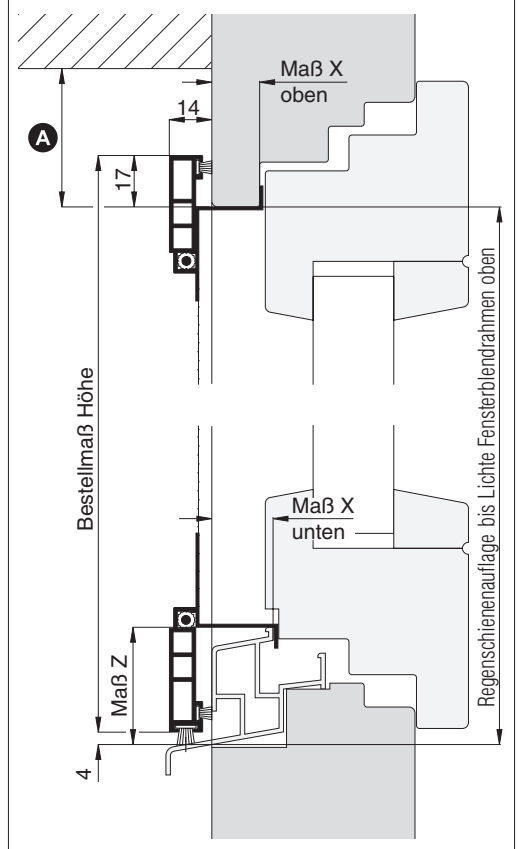 Maß X
oben
14
A
17
Bestellmaß Höhe
Regenschienenauflage bis Lichte Fensterblendrahmen oben
Maß X
unten
Maß Z
4